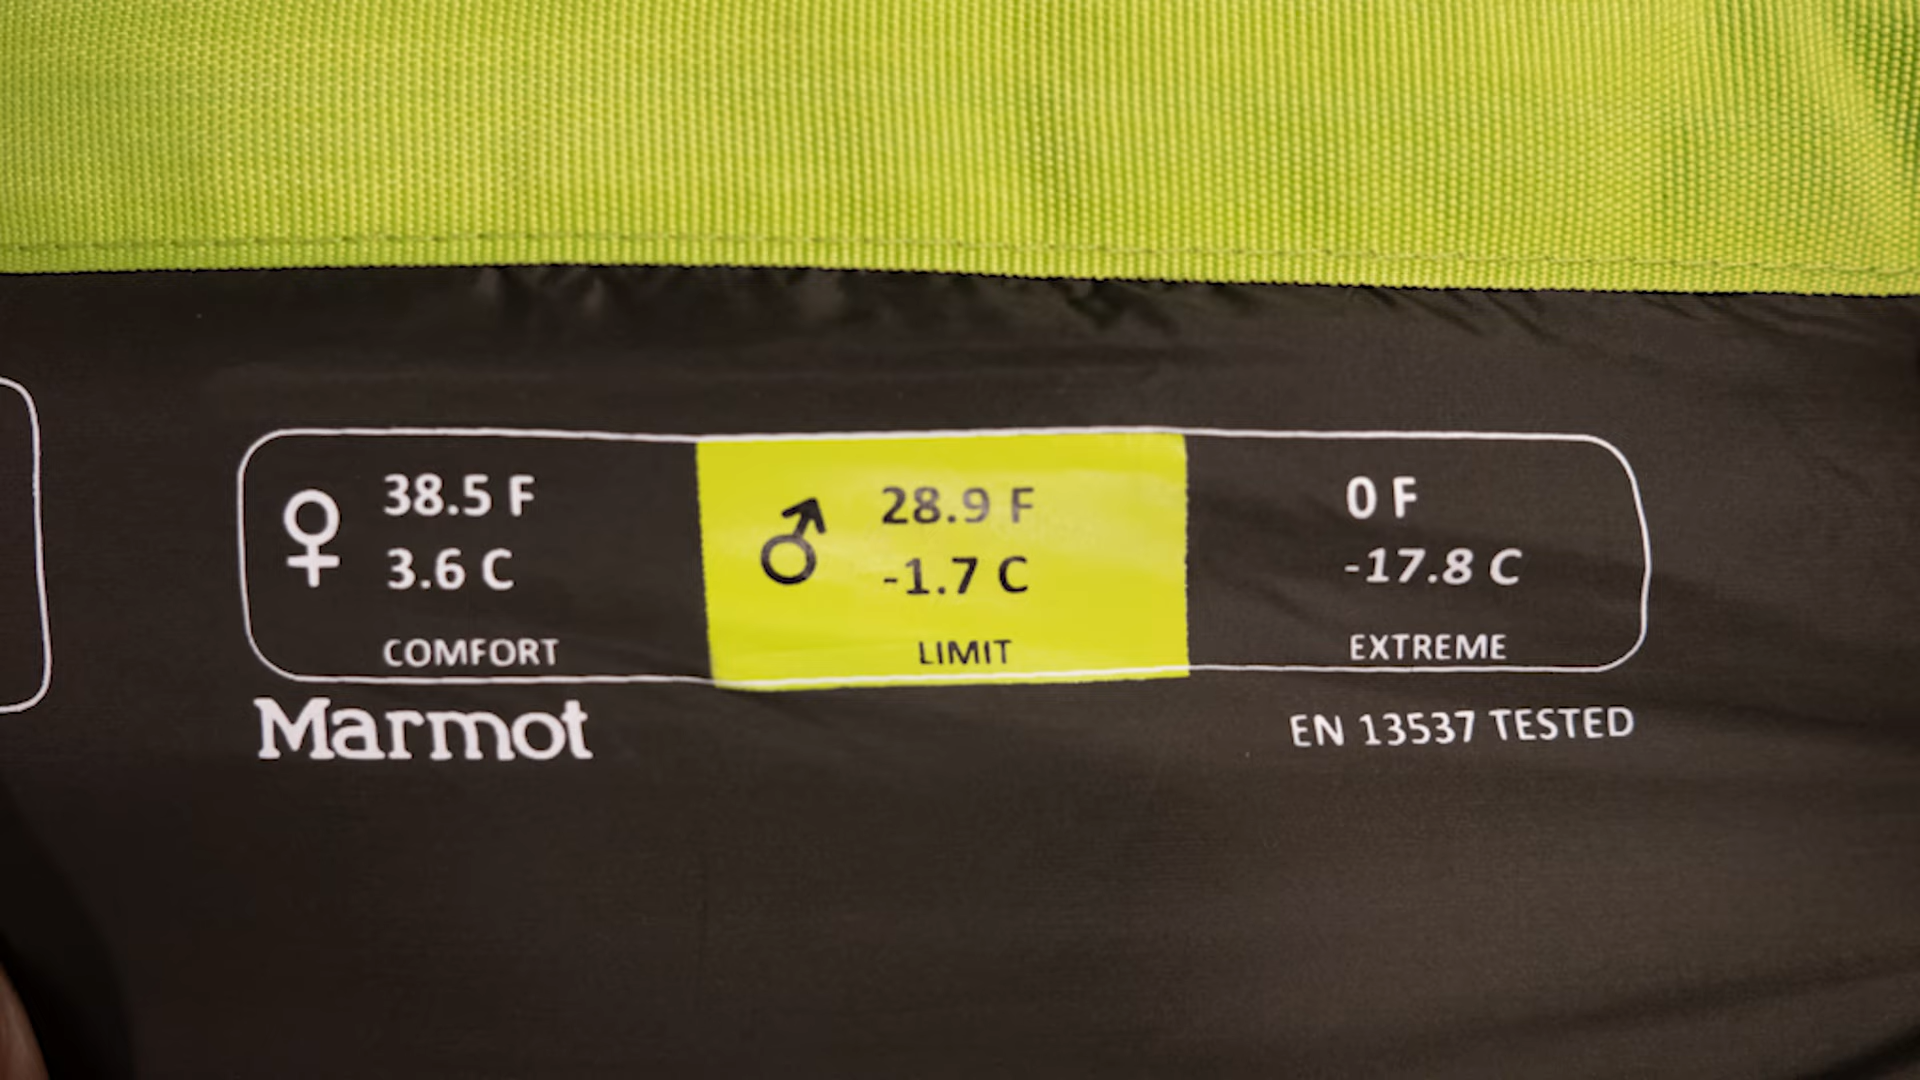 ♀ 38.5 F
3.6 C
COMFORT
♂ 28.9 F
-1.7 C
LIMIT
0 F
-17.8 C
EXTREME
Marmot
EN 13537 TESTED